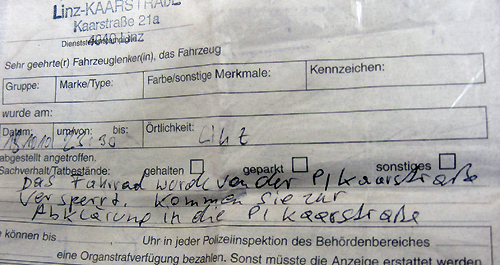 Linz-KAARSTRAßE
Kaarstraße 21a
4040 Linz
Sehr geehrte(r) Fahrzeuglenker(in), das Fahrzeug
Gruppe: Marke/Type: Farbe/sonstige Merkmale: Kennzeichen:
wurde am:
Datum: um/von: bis: Örtlichkeit: Linz
abgestellt angetroffen.
Sachverhalt/Tatbestände: gehalten geparkt sonstiges
Das Fahrrad wurde von der PI Kaarstraße
versperrt. Kommen Sie zur
Abklärung in die PI Kaarstraße
e können bis Uhr in jeder Polizeiinspektion des Behördenbereiches
eine Organstrafverfügung bezahlen. Sonst müsste die Anzeige erstattet werden